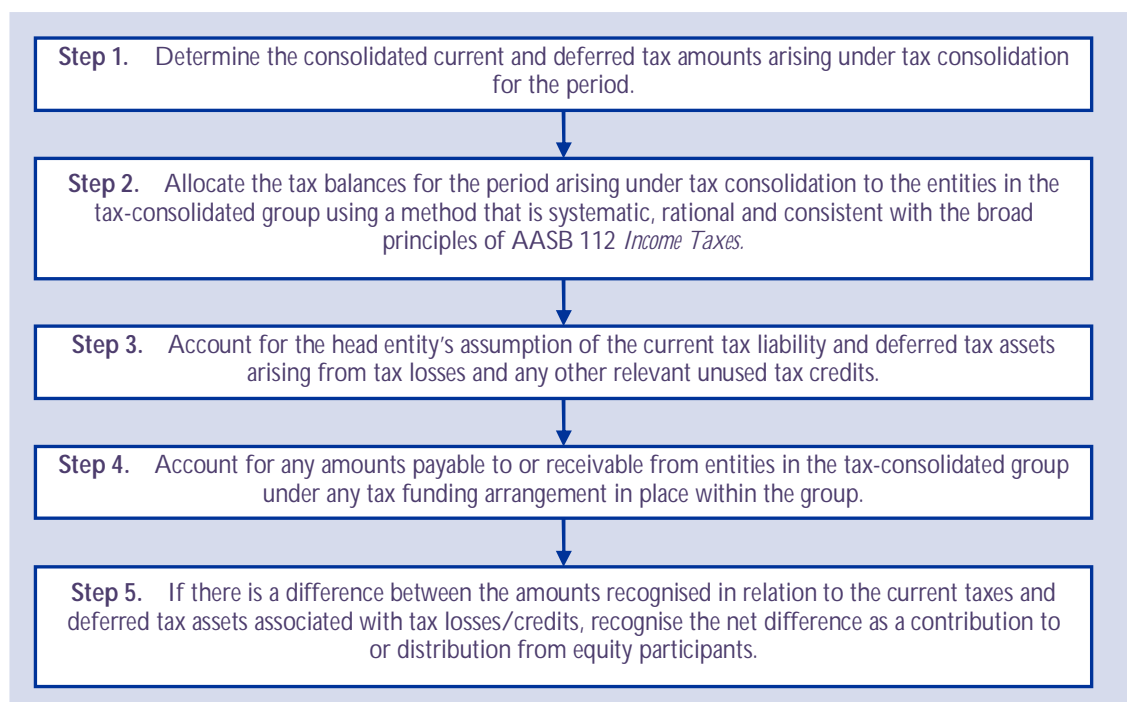 Step 1. Determine the consolidated current and deferred tax amounts arising under tax consolidation
for the period.
Step 2. Allocate the tax balances for the period arising under tax consolidation to the entities in the
tax-consolidated group using a method that is systematic, rational and consistent with the broad
principles of AASB 112 Income Taxes.
Step 3. Account for the head entity's assumption of the current tax liability and deferred tax assets
arising from tax losses and any other relevant unused tax credits.
Step 4. Account for any amounts payable to or receivable from entities in the tax-consolidated group
under any tax funding arrangement in place within the group.
Step 5. If there is a difference between the amounts recognised in relation to the current taxes and
deferred tax assets associated with tax losses/credits, recognise the net difference as a contribution to
or distribution from equity participants.